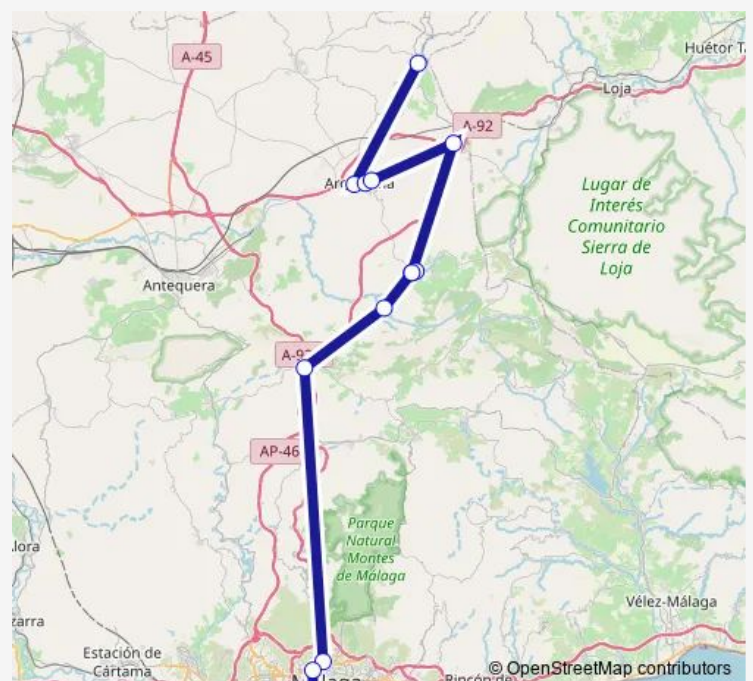 Huétor T
A-45
Loja
A-92
Lugar de
Interés
Comunitario
Sierra de
Loja
Antequera
AP-46
Parque
Natural
Montes
de Málaga
lora
Vélez-Málaga
zarra
Estación de
Cártama
© OpenStreetMap contributors